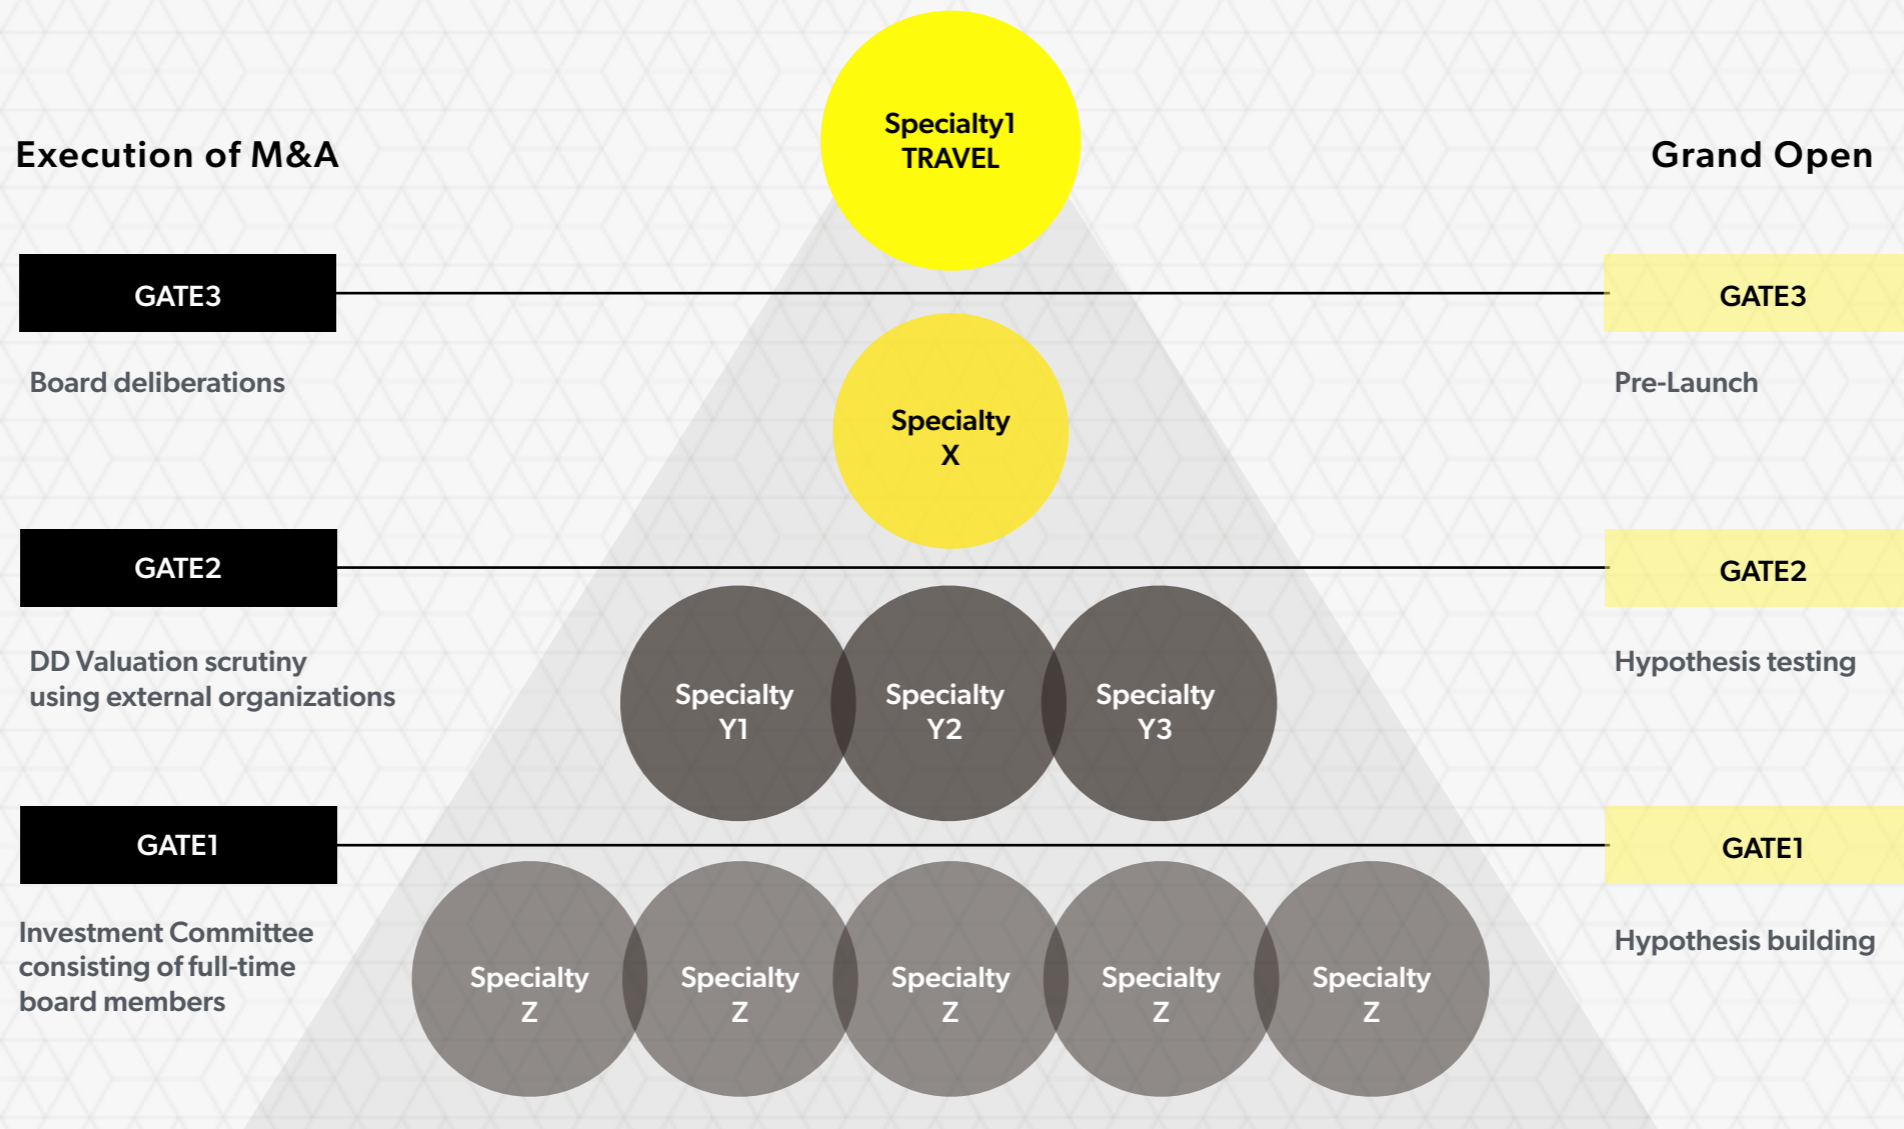 Specialty1
TRAVEL
Execution of M&A
Grand Open
GATE3
GATE3
Board deliberations
Pre-Launch
Specialty
X
GATE2
GATE2
DD Valuation scrutiny
using external organizations
Hypothesis testing
Specialty
Y1
Specialty
Y2
Specialty
Y3
GATE1
GATE1
Investment Committee
consisting of full-time
board members
Hypothesis building
Specialty
Z
Specialty
Z
Specialty
Z
Specialty
Z
Specialty
Z